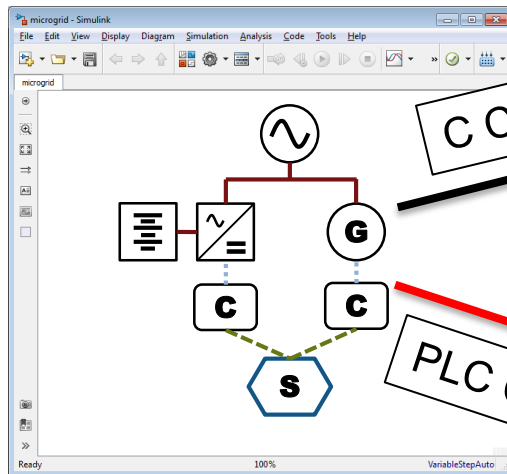 microgrid - Simulink
File Edit View Display Diagram Simulation Analysis Code Tools Help
microgrid
C
G
C
C
PLC
S
Ready 100% VariableStepAuto